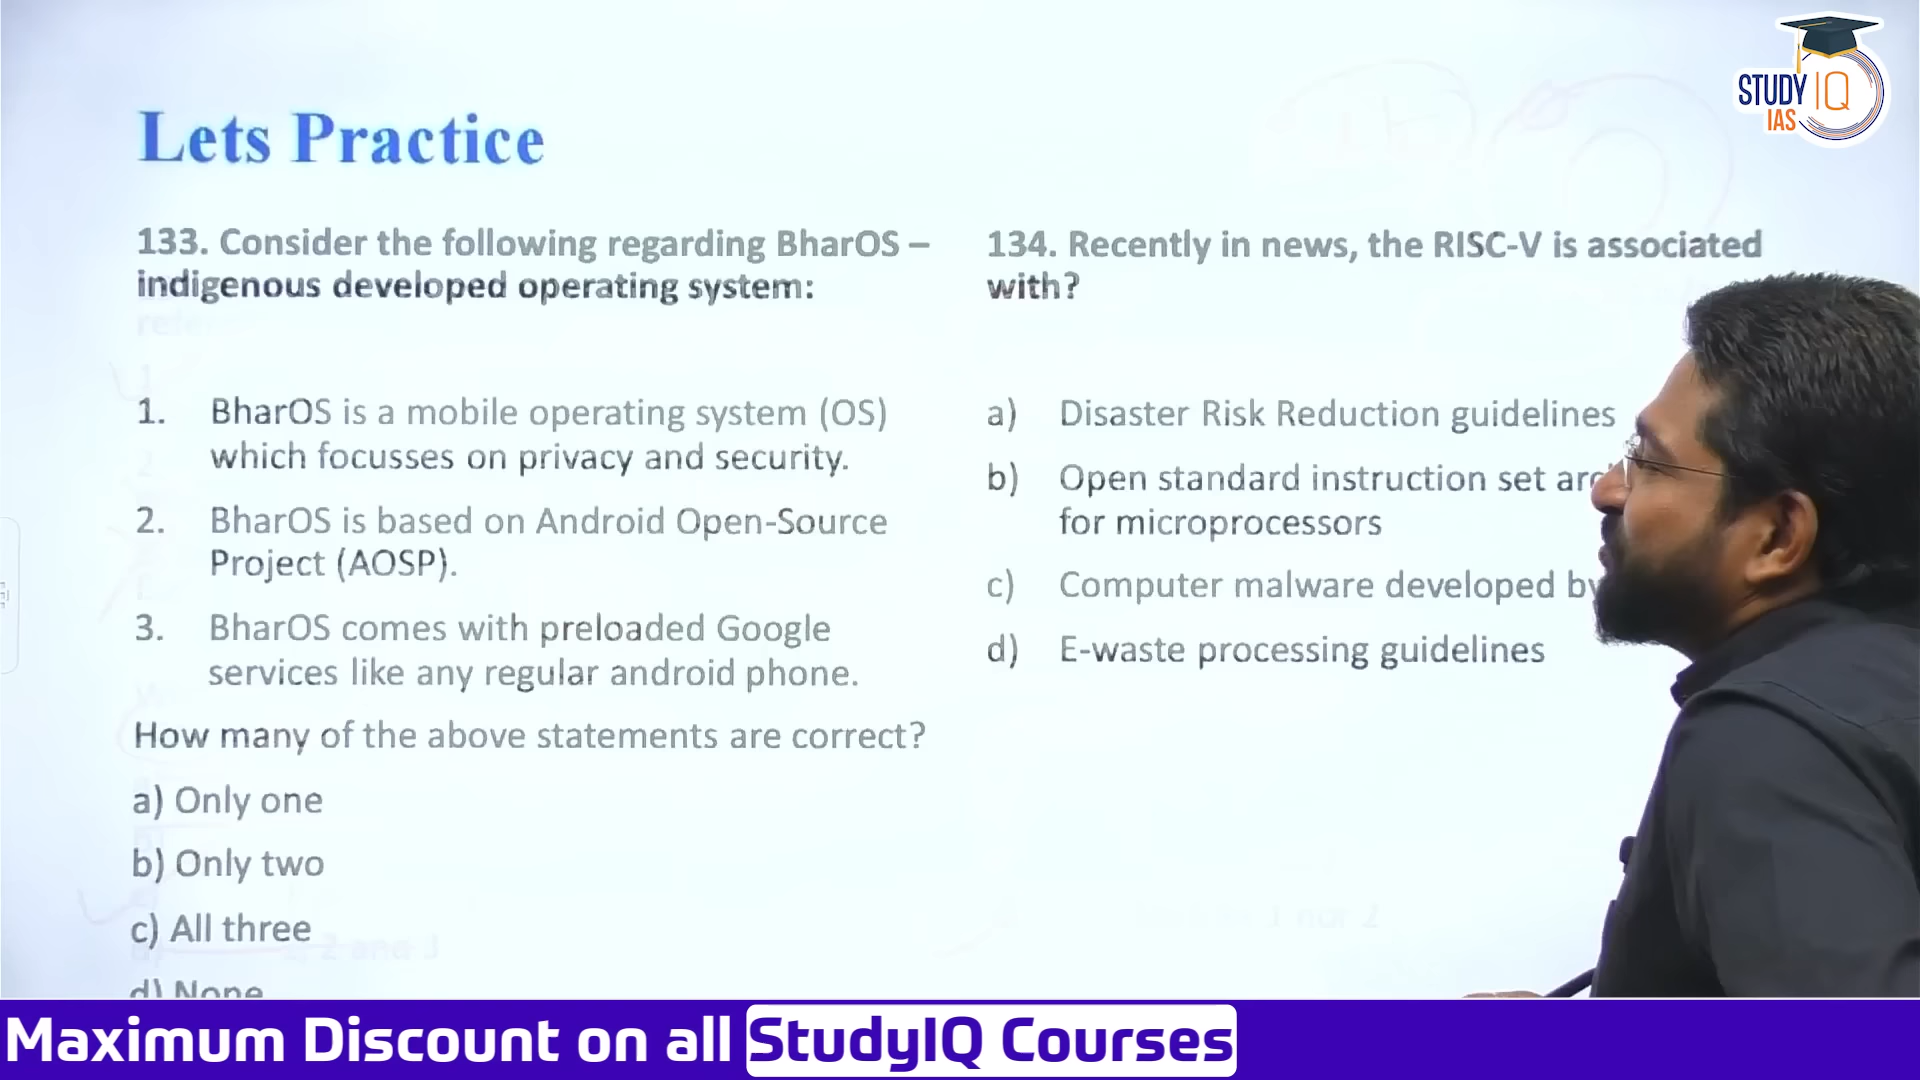 STUDY IQ
IAS
Lets Practice
133. Consider the following regarding BharOS –
indigenous developed operating system:
1. BharOS is a mobile operating system (OS)
which focusses on privacy and security.
2. BharOS is based on Android Open-Source
Project (AOSP).
3. BharOS comes with preloaded Google
services like any regular android phone.
How many of the above statements are correct?
a) Only one
b) Only two
c) All three
d) None
134. Recently in news, the RISC-V is associated
with?
a) Disaster Risk Reduction guidelines
b) Open standard instruction set
for microprocessors
c) Computer malware developed by
d) E-waste processing guidelines
Maximum Discount on all StudyIQ Courses